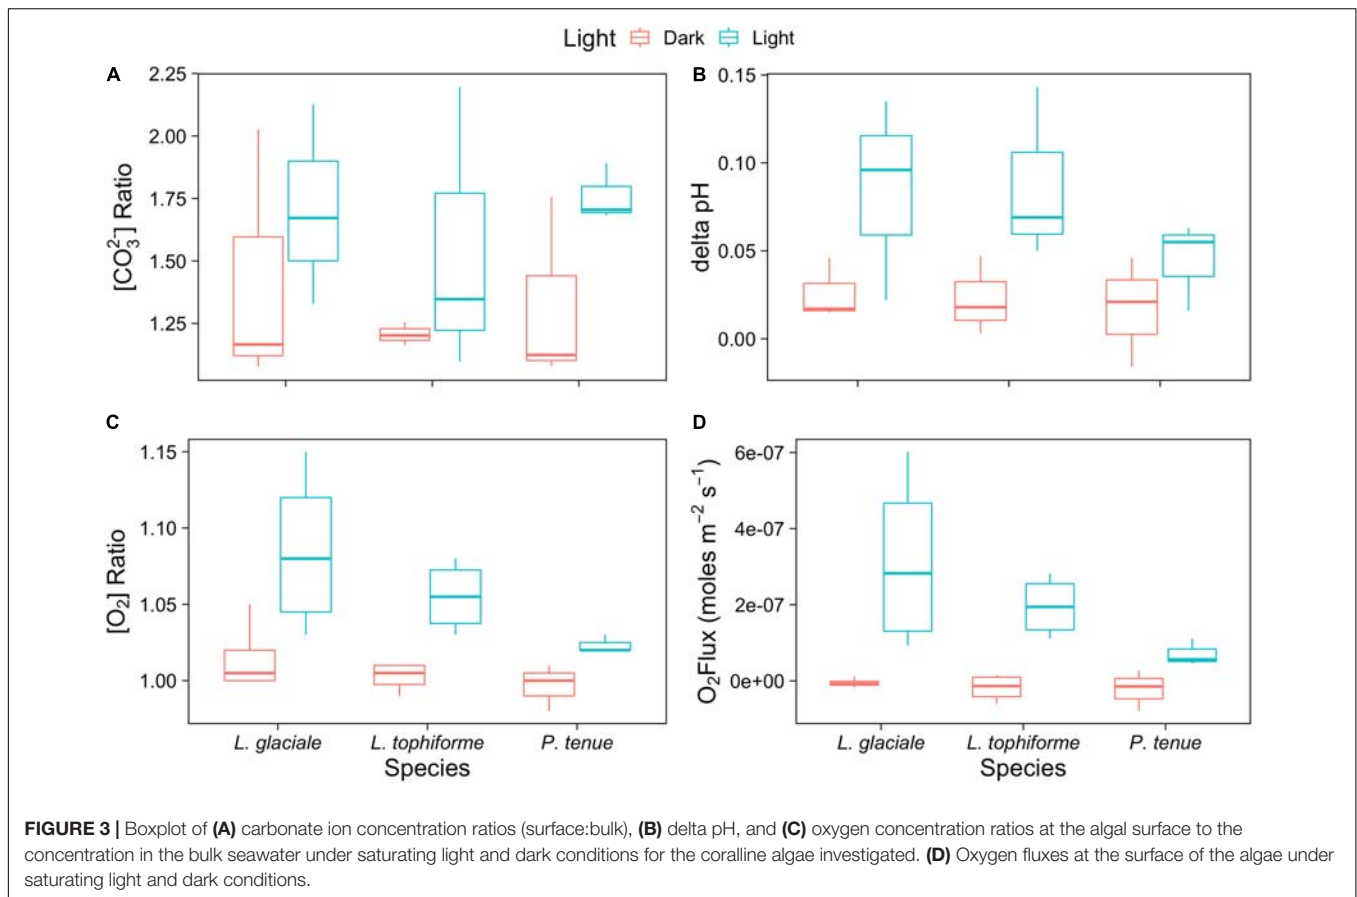 Light Dark Light
A
2.25
2.00
1.75
1.50
1.25
[CO₃²⁻] Ratio
B
0.15
0.10
0.05
0.00
delta pH
C
1.15
1.10
1.05
1.00
[O₂] Ratio
L. glaciale L. tophiforme P. tenue
Species
D
6e-07
4e-07
2e-07
0e+00
O₂Flux (moles m⁻² s⁻¹)
L. glaciale L. tophiforme P. tenue
Species
FIGURE 3 | Boxplot of (A) carbonate ion concentration ratios (surface:bulk), (B) delta pH, and (C) oxygen concentration ratios at the algal surface to the
concentration in the bulk seawater under saturating light and dark conditions for the coralline algae investigated. (D) Oxygen fluxes at the surface of the algae under
saturating light and dark conditions.